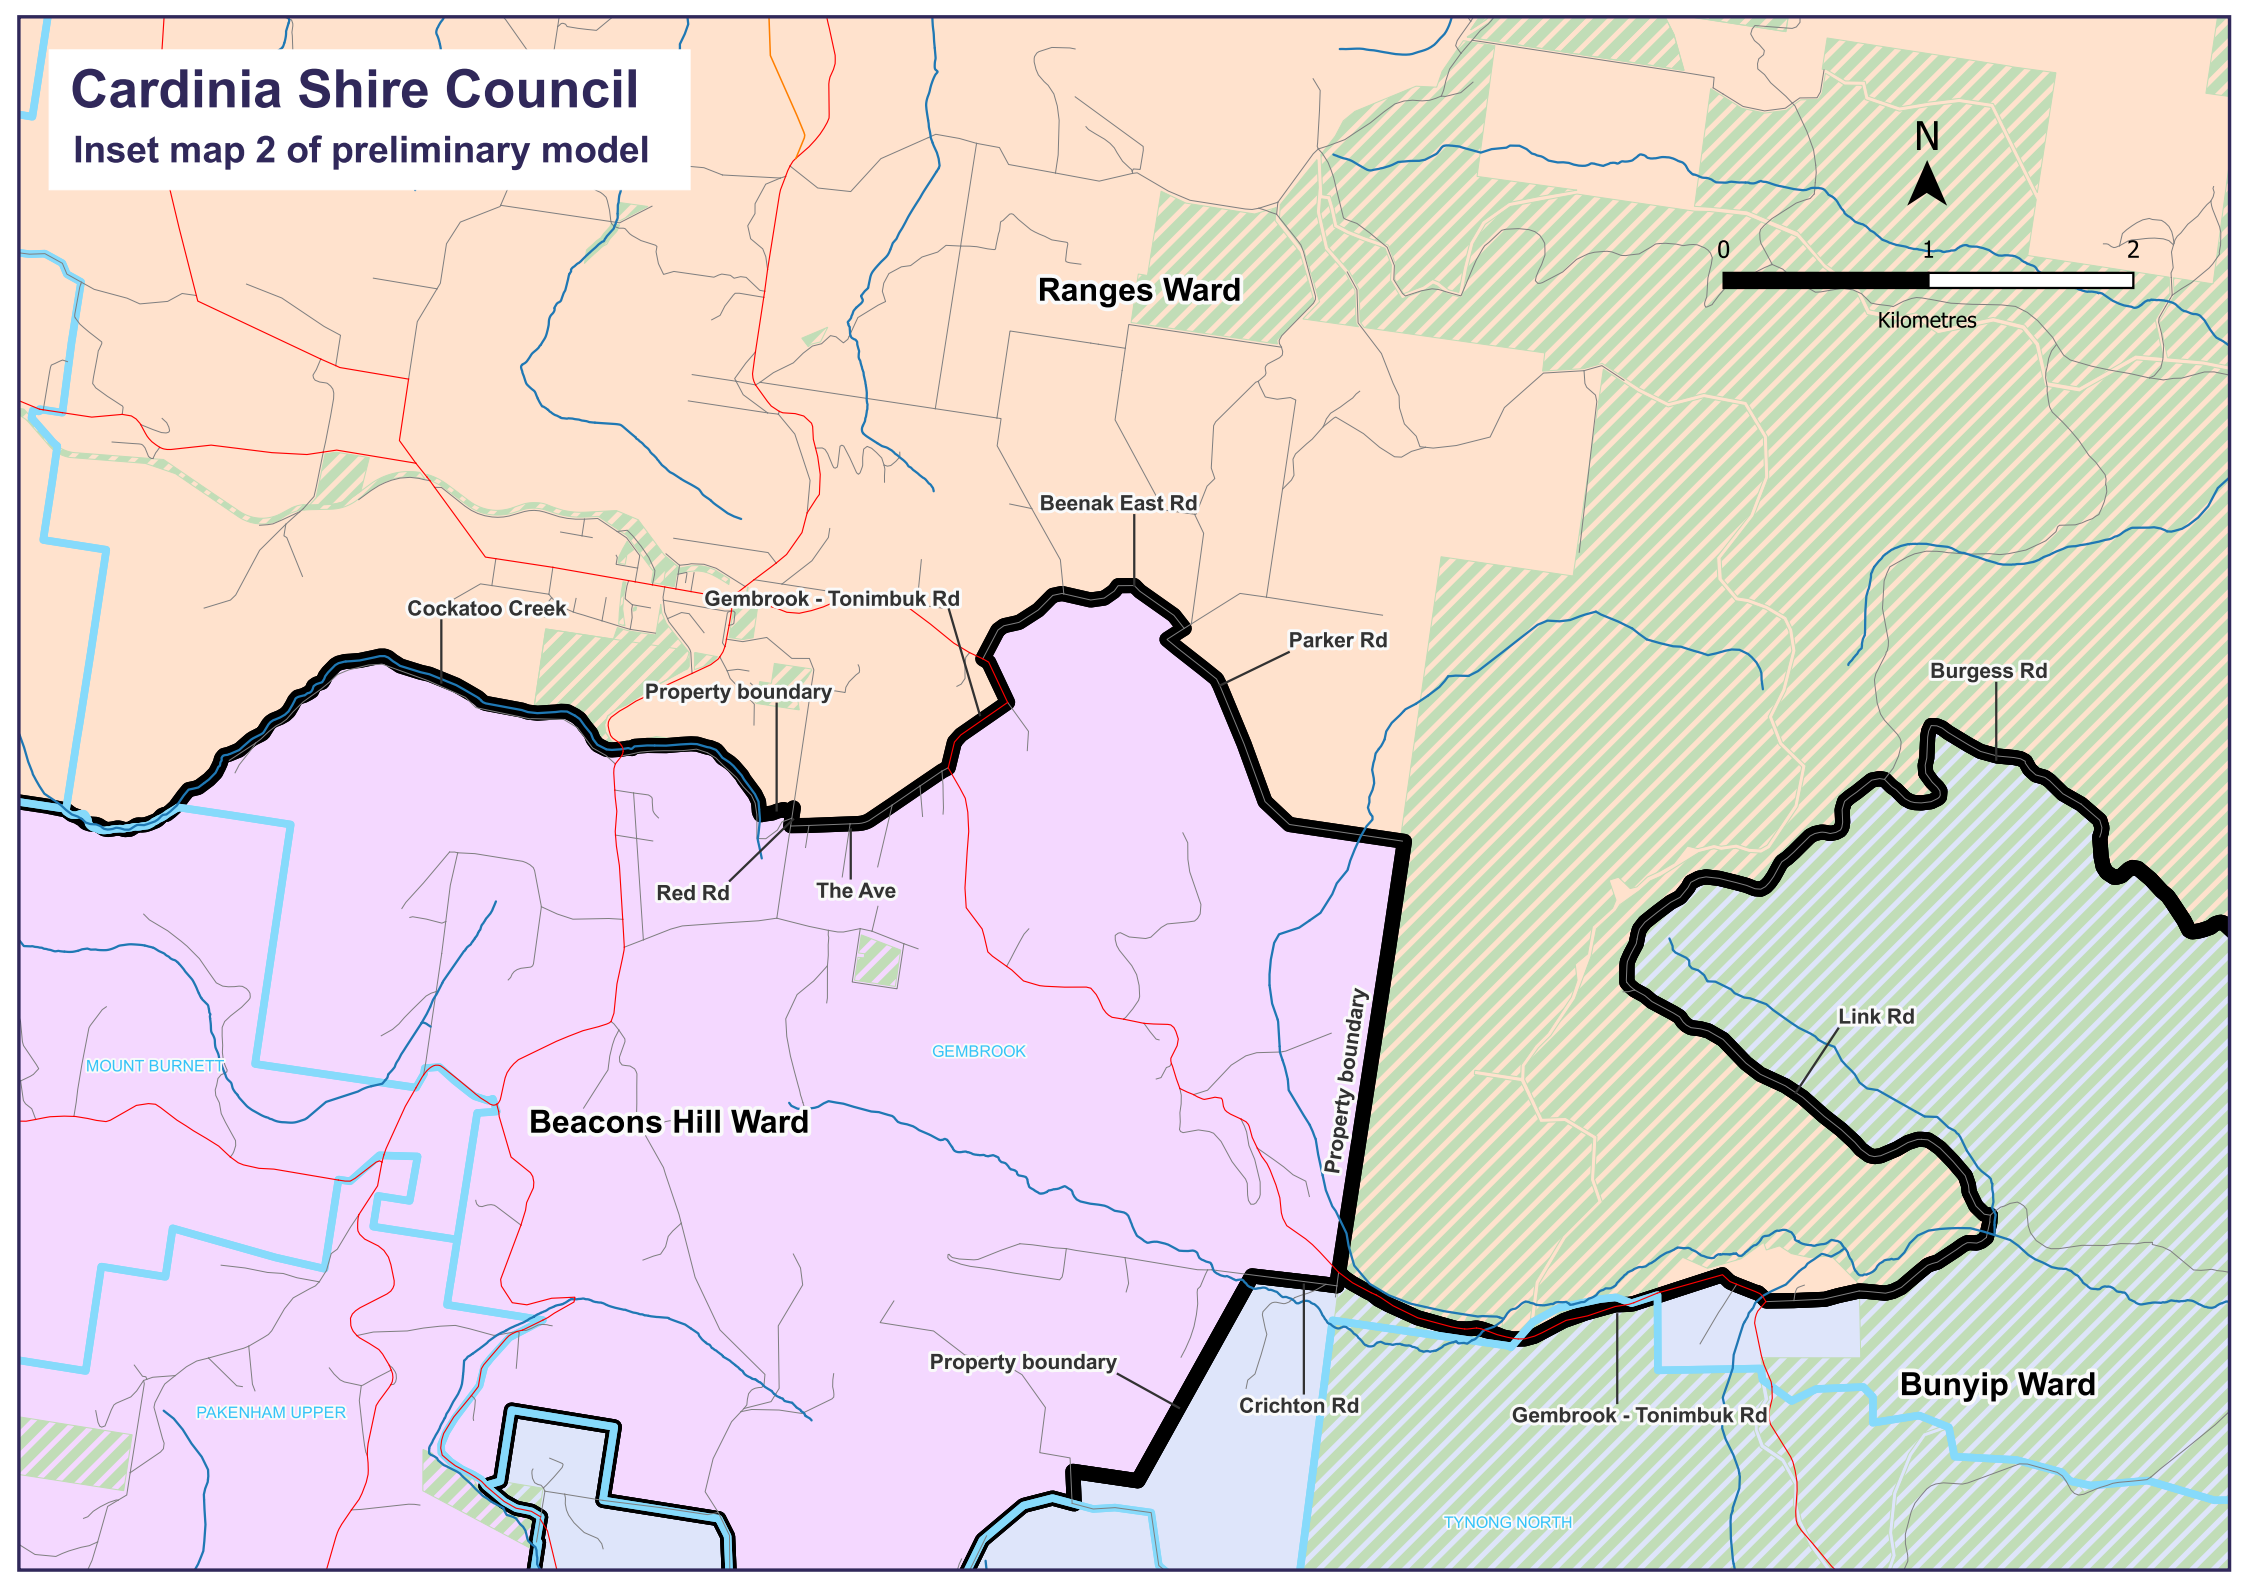 Cardinia Shire Council
Inset map 2 of preliminary model
N
0 1 2
Kilometres
Ranges Ward
Beenak East Rd
Gembrook - Tonimbuk Rd
Cockatoo Creek
Parker Rd
Burgess Rd
Property boundary
Red Rd
The Ave
Link Rd
Property boundary
GEMBROOK
MOUNT BURNETT
Beacons Hill Ward
Property boundary
Crichton Rd
Bunyip Ward
Gembrook - Tonimbuk Rd
PAKENHAM UPPER
TYNONG NORTH